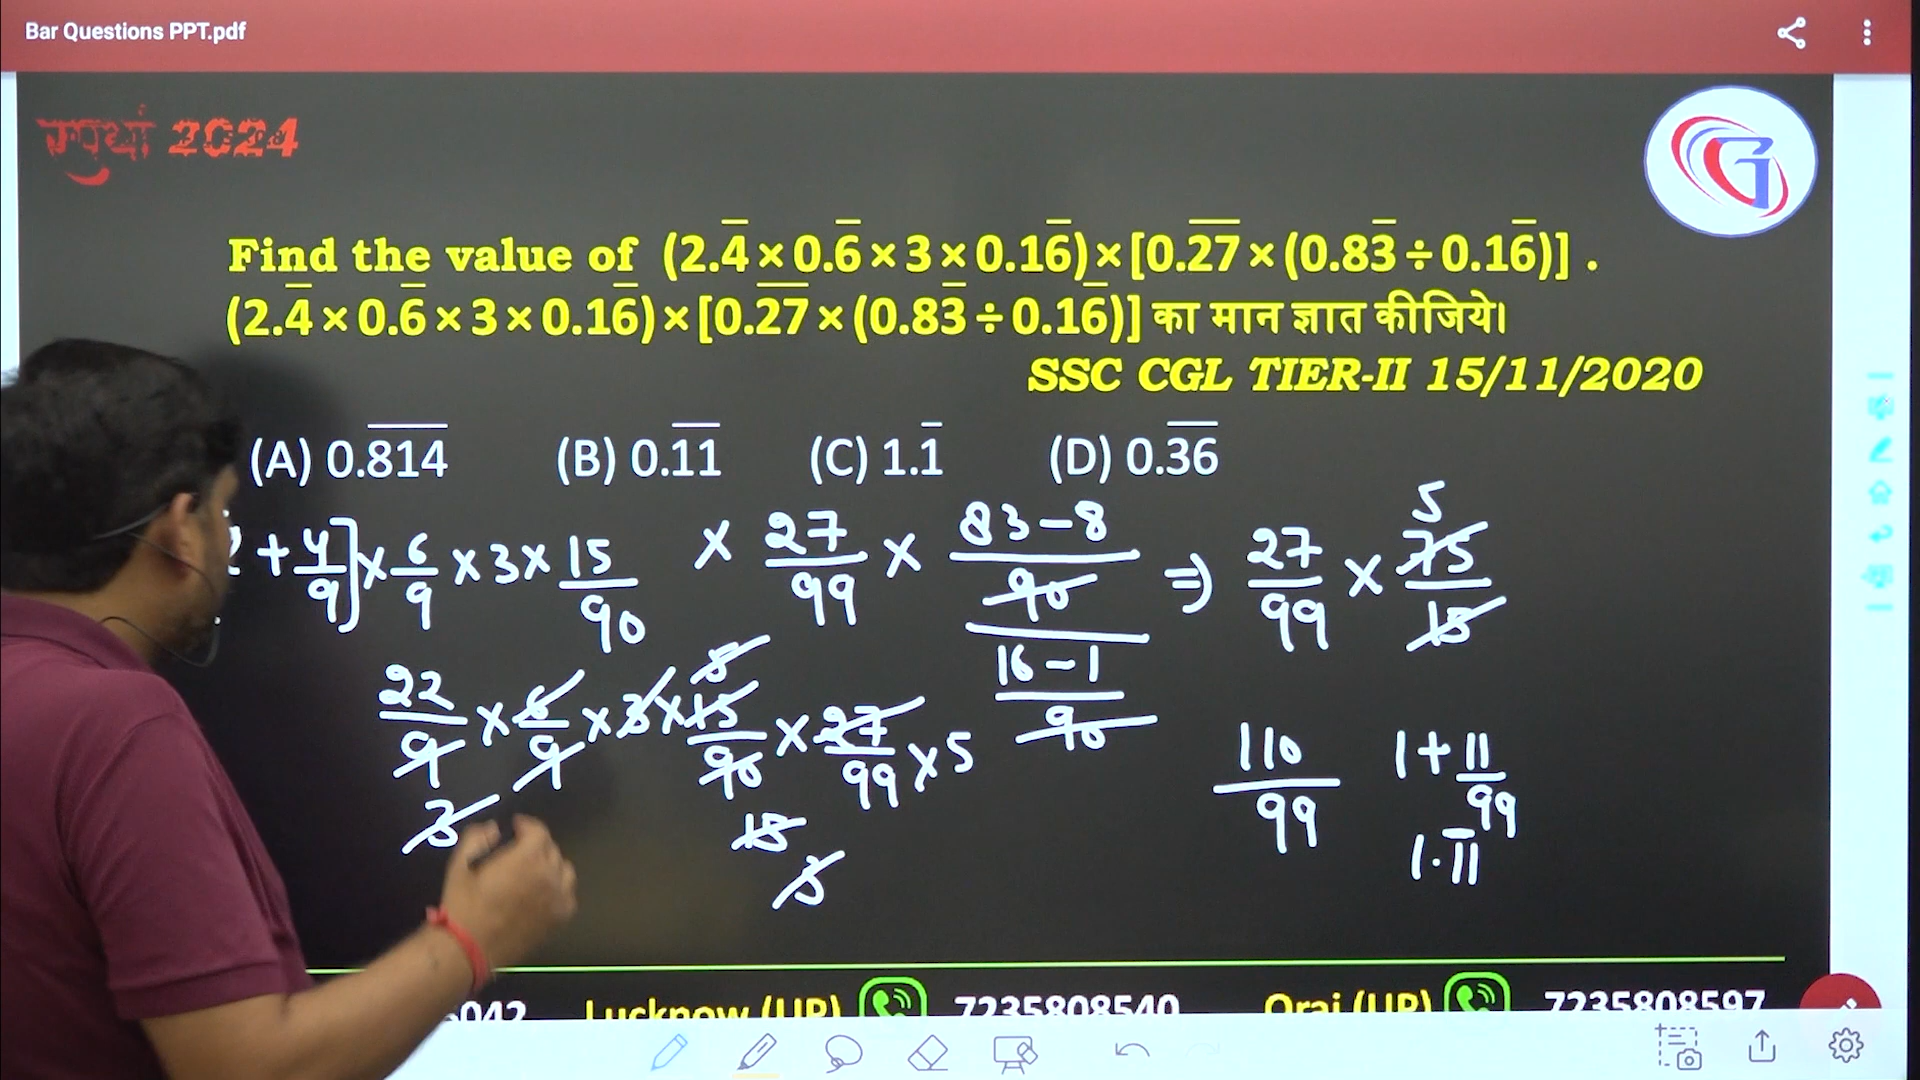 Bar Questions PPT.pdf
स्पर्धा 2024
G
Find the value of (2.4̅ × 0.6̅ × 3 × 0.16̅) × [0.2̅7̅ × (0.83̅ ÷ 0.16̅)] .
(2.4̅ × 0.6̅ × 3 × 0.16̅) × [0.2̅7̅ × (0.83̅ ÷ 0.16̅)] का मान ज्ञात कीजिये।
SSC CGL TIER-II 15/11/2020
(A) 0.8̅1̅4̅ (B) 0.1̅1̅ (C) 1.1̅ (D) 0.3̅6̅
+ 4/9] × 6/9 × 3 × 15/90 × 27/99 × (83-8)/90 / (16-1)/90 ⇒ 27/99 × 75/15 5
22/9 × 6/9 × 3 × 15/90 × 27/99 × 5
3 15 3
110/99 1 + 11/99
1.1̅1̅
5042 Lucknow (UP) 7235808540 Orai (UP) 7235808597